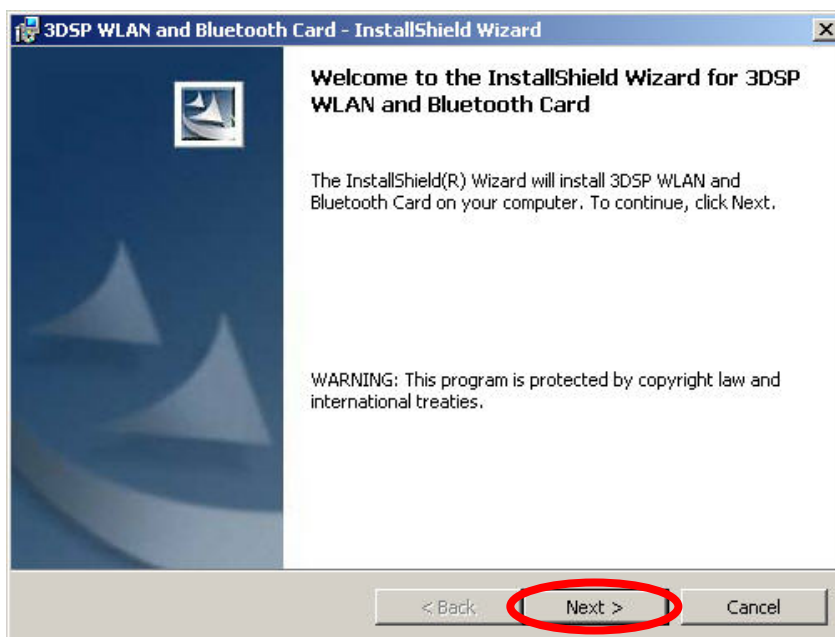 3DSP WLAN and Bluetooth Card - InstallShield Wizard
Welcome to the InstallShield Wizard for 3DSP
WLAN and Bluetooth Card
The InstallShield(R) Wizard will install 3DSP WLAN and
Bluetooth Card on your computer. To continue, click Next.
WARNING: This program is protected by copyright law and
international treaties.
< Back
Next >
Cancel